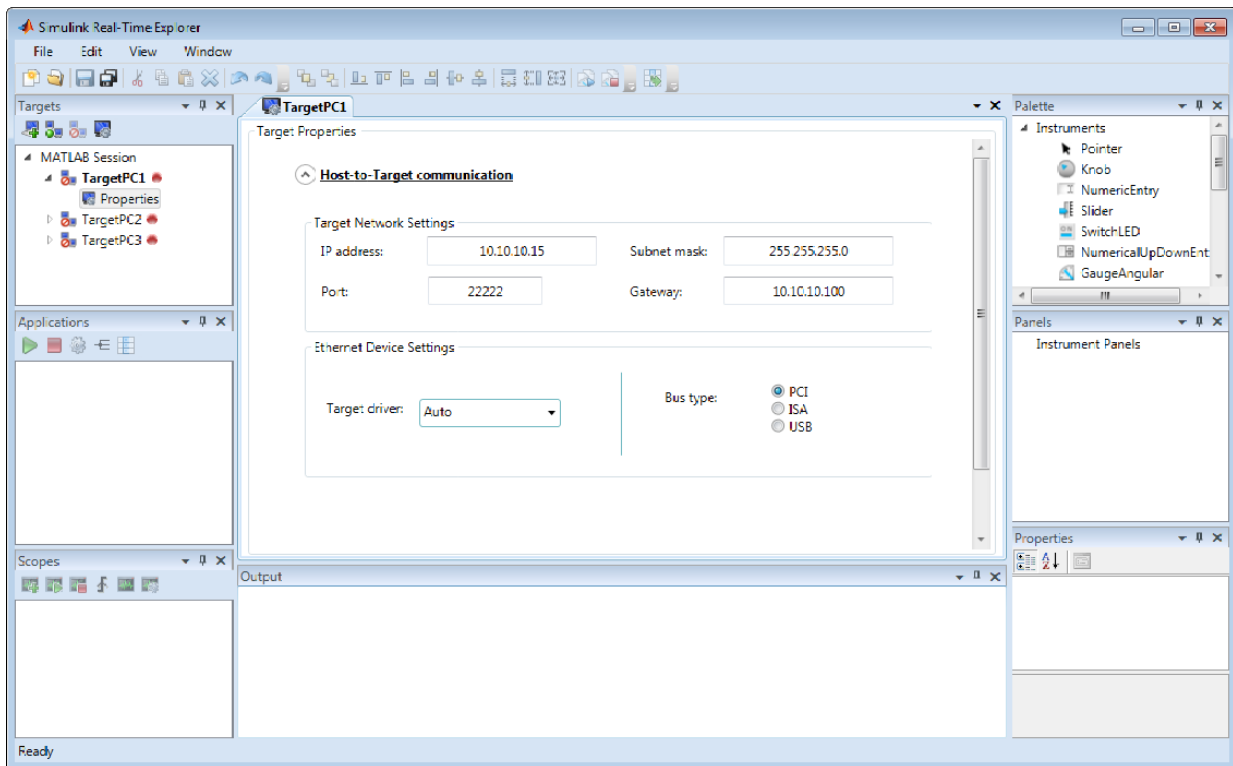 Simulink Real-Time Explorer
File Edit View Window
Targets
MATLAB Session
TargetPC1
Properties
TargetPC2
TargetPC3
Applications
Scopes
TargetPC1
Target Properties
Host-to-Target communication
Target Network Settings
IP address: 10.10.10.15 Subnet mask: 255.255.255.0
Port: 22222 Gateway: 10.10.10.100
Ethernet Device Settings
Target driver: Auto
Bus type:
PCI
ISA
USB
Output
Palette
Instruments
Pointer
Knob
NumericEntry
Slider
SwitchLED
NumericalUpDownEnt
GaugeAngular
Panels
Instrument Panels
Properties
Ready